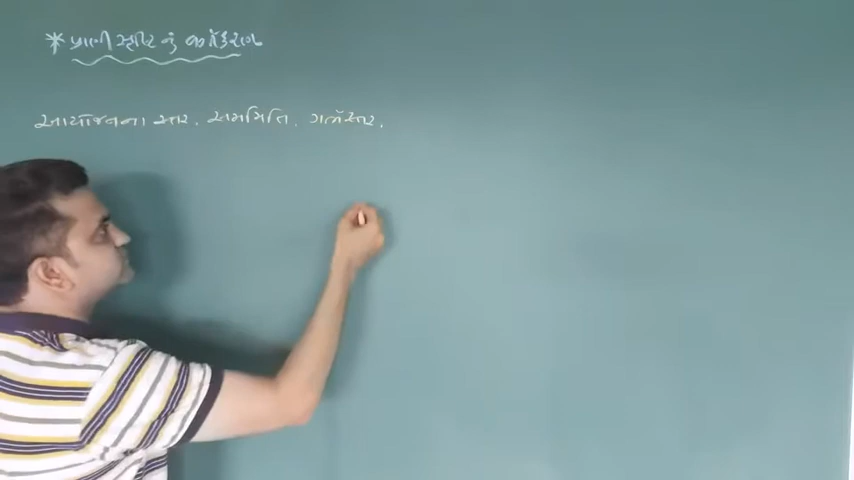 * પ્રાણી સૃષ્ટિ નું વર્ગીકરણ
આયોજનના સ્તર. સમમિતિ. ગર્ભસ્તર.